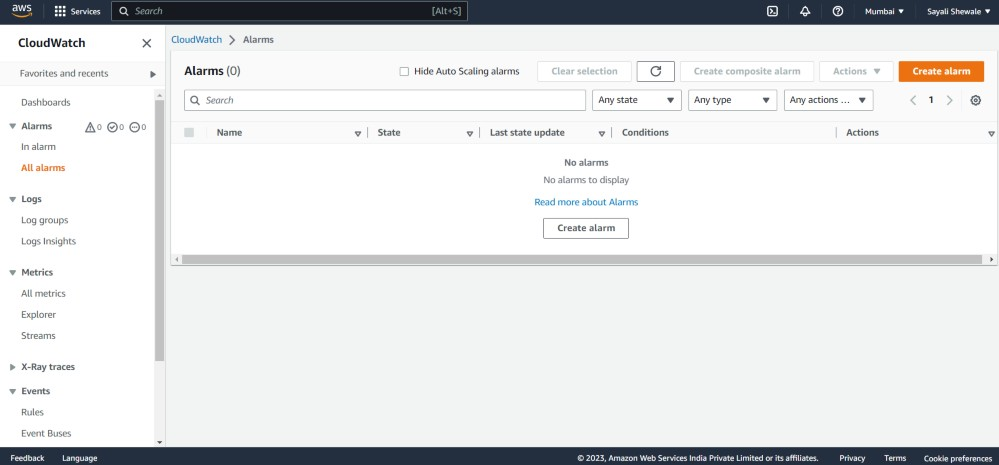 aws Services Search [Alt+S] Mumbai Sayali Shewale
CloudWatch
Favorites and recents
Dashboards
Alarms 0 0 0
In alarm
All alarms
Logs
Log groups
Logs Insights
Metrics
All metrics
Explorer
Streams
X-Ray traces
Events
Rules
Event Buses
CloudWatch > Alarms
Alarms (0) Hide Auto Scaling alarms Clear selection Create composite alarm Actions Create alarm
Search Any state Any type Any actions ... 1
Name State Last state update Conditions Actions
No alarms
No alarms to display
Read more about Alarms
Create alarm
Feedback Language © 2023, Amazon Web Services India Private Limited or its affiliates. Privacy Terms Cookie preferences